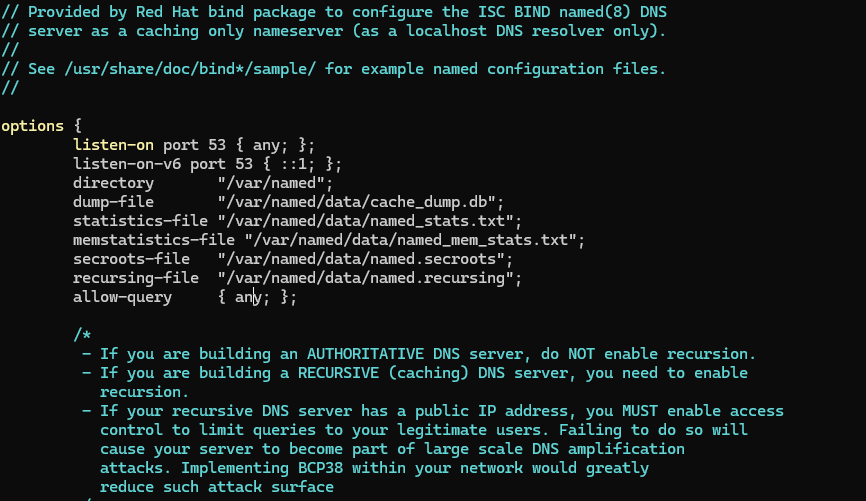 // Provided by Red Hat bind package to configure the ISC BIND named(8) DNS
// server as a caching only nameserver (as a localhost DNS resolver only).
//
// See /usr/share/doc/bind*/sample/ for example named configuration files.
//
options {
listen-on port 53 { any; };
listen-on-v6 port 53 { ::1; };
directory "/var/named";
dump-file "/var/named/data/cache_dump.db";
statistics-file "/var/named/data/named_stats.txt";
memstatistics-file "/var/named/data/named_mem_stats.txt";
secroots-file "/var/named/data/named.secroots";
recursing-file "/var/named/data/named.recursing";
allow-query { any; };
/*
- If you are building an AUTHORITATIVE DNS server, do NOT enable recursion.
- If you are building a RECURSIVE (caching) DNS server, you need to enable
recursion.
- If your recursive DNS server has a public IP address, you MUST enable access
control to limit queries to your legitimate users. Failing to do so will
cause your server to become part of large scale DNS amplification
attacks. Implementing BCP38 within your network would greatly
reduce such attack surface